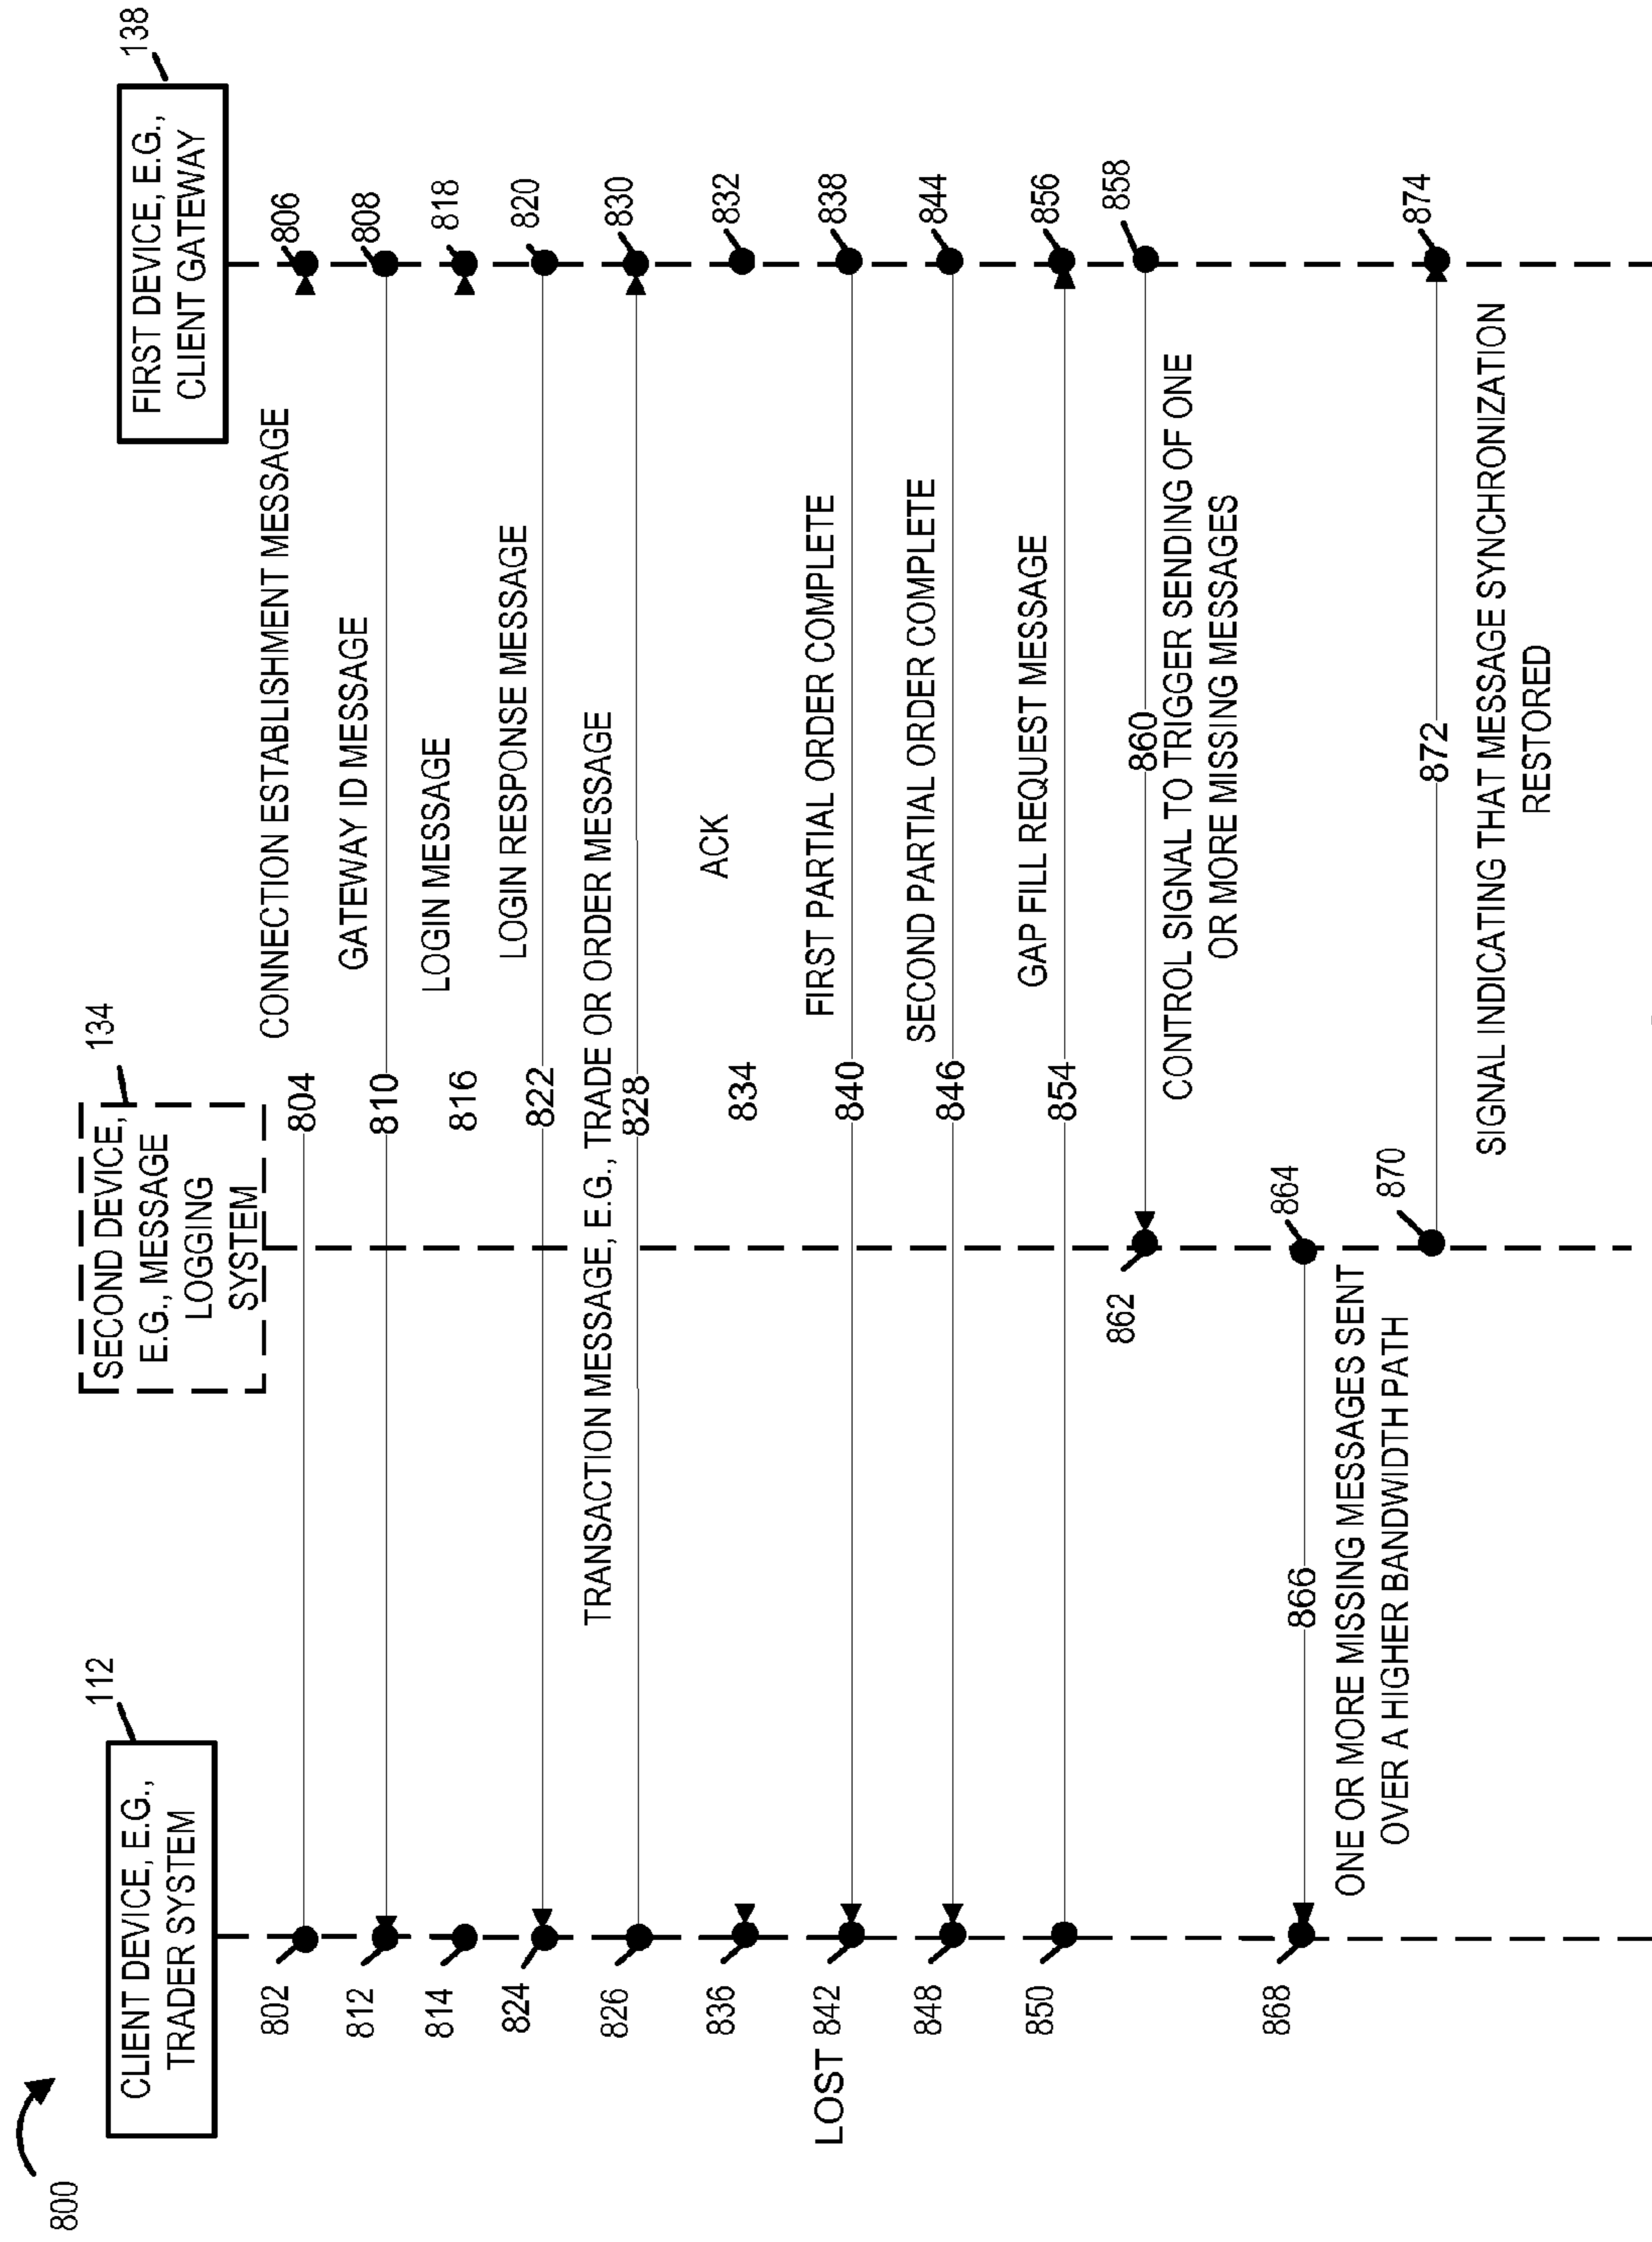 800
CLIENT DEVICE, E.G.,
TRADER SYSTEM
112
SECOND DEVICE,
E.G., MESSAGE
LOGGING
SYSTEM
134
FIRST DEVICE, E.G.,
CLIENT GATEWAY
138
802
804
CONNECTION ESTABLISHMENT MESSAGE
806
812
810
GATEWAY ID MESSAGE
808
814
816
LOGIN MESSAGE
818
824
822
LOGIN RESPONSE MESSAGE
820
TRANSACTION MESSAGE, E.G., TRADE OR ORDER MESSAGE
826
828
830
836
834
ACK
832
LOST
842
840
FIRST PARTIAL ORDER COMPLETE
838
848
846
SECOND PARTIAL ORDER COMPLETE
844
850
854
GAP FILL REQUEST MESSAGE
856
862
860
858
CONTROL SIGNAL TO TRIGGER SENDING OF ONE
OR MORE MISSING MESSAGES
868
866
864
ONE OR MORE MISSING MESSAGES SENT
OVER A HIGHER BANDWIDTH PATH
870
872
874
SIGNAL INDICATING THAT MESSAGE SYNCHRONIZATION
RESTORED